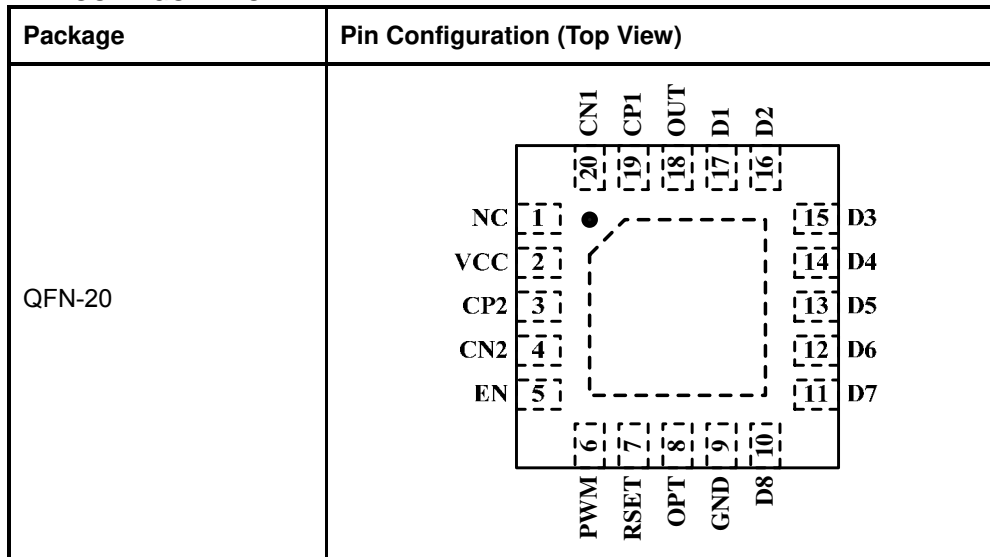 Package
Pin Configuration (Top View)
QFN-20
CN1
CP1
OUT
D1
D2
20
19
18
17
16
NC 1
VCC 2
CP2 3
CN2 4
EN 5
15 D3
14 D4
13 D5
12 D6
11 D7
6
7
8
9
10
PWM
RSET
OPT
GND
D8